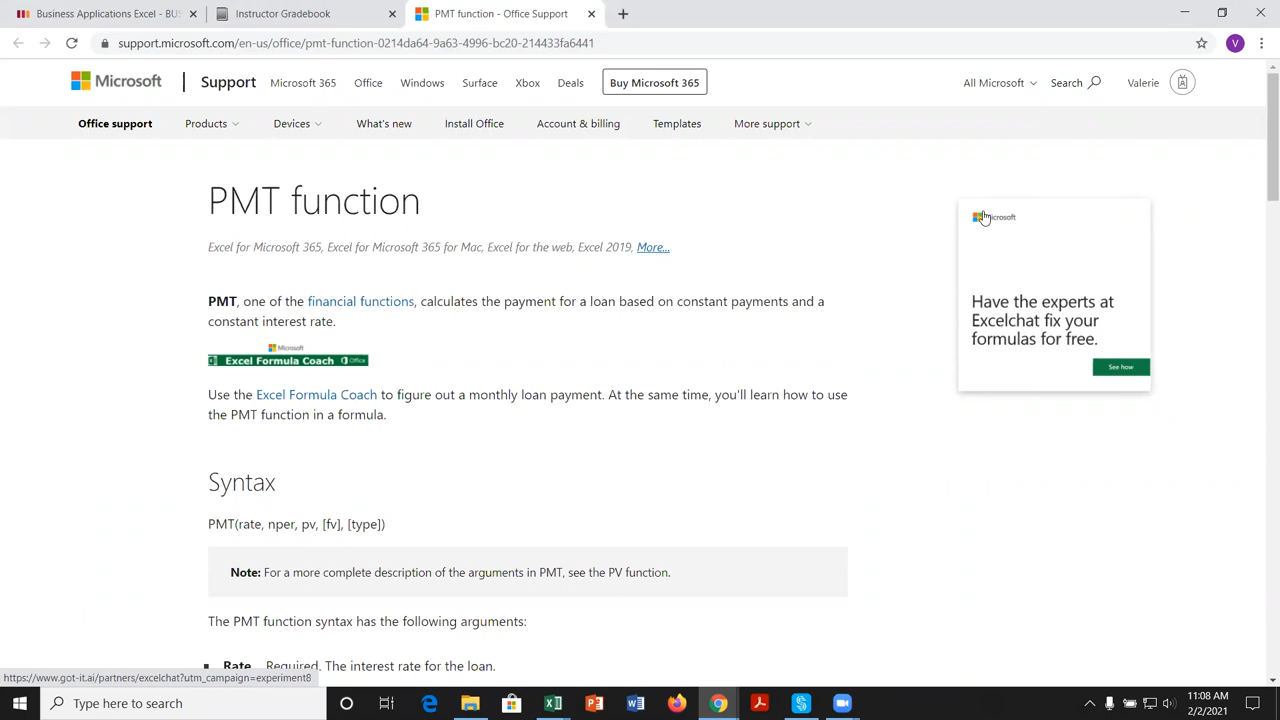 Business Applications Excel - BUS
Instructor Gradebook
PMT function - Office Support
support.microsoft.com/en-us/office/pmt-function-0214da64-9a63-4996-bc20-214433fa6441
V
Microsoft
Support
Microsoft 365
Office
Windows
Surface
Xbox
Deals
Buy Microsoft 365
All Microsoft
Search
Valerie
Office support
Products
Devices
What's new
Install Office
Account & billing
Templates
More support
PMT function
Excel for Microsoft 365, Excel for Microsoft 365 for Mac, Excel for the web, Excel 2019, More...
PMT, one of the financial functions, calculates the payment for a loan based on constant payments and a
constant interest rate.
Microsoft
Excel Formula Coach
Office
Use the Excel Formula Coach to figure out a monthly loan payment. At the same time, you'll learn how to use
the PMT function in a formula.
Microsoft
Have the experts at
Excelchat fix your
formulas for free.
See how
Syntax
PMT(rate, nper, pv, [fv], [type])
Note: For a more complete description of the arguments in PMT, see the PV function.
The PMT function syntax has the following arguments:
Rate Required. The interest rate for the loan.
https://www.got-it.ai/partners/excelchat?utm_campaign=experiment8
Type here to search
11:08 AM
2/2/2021